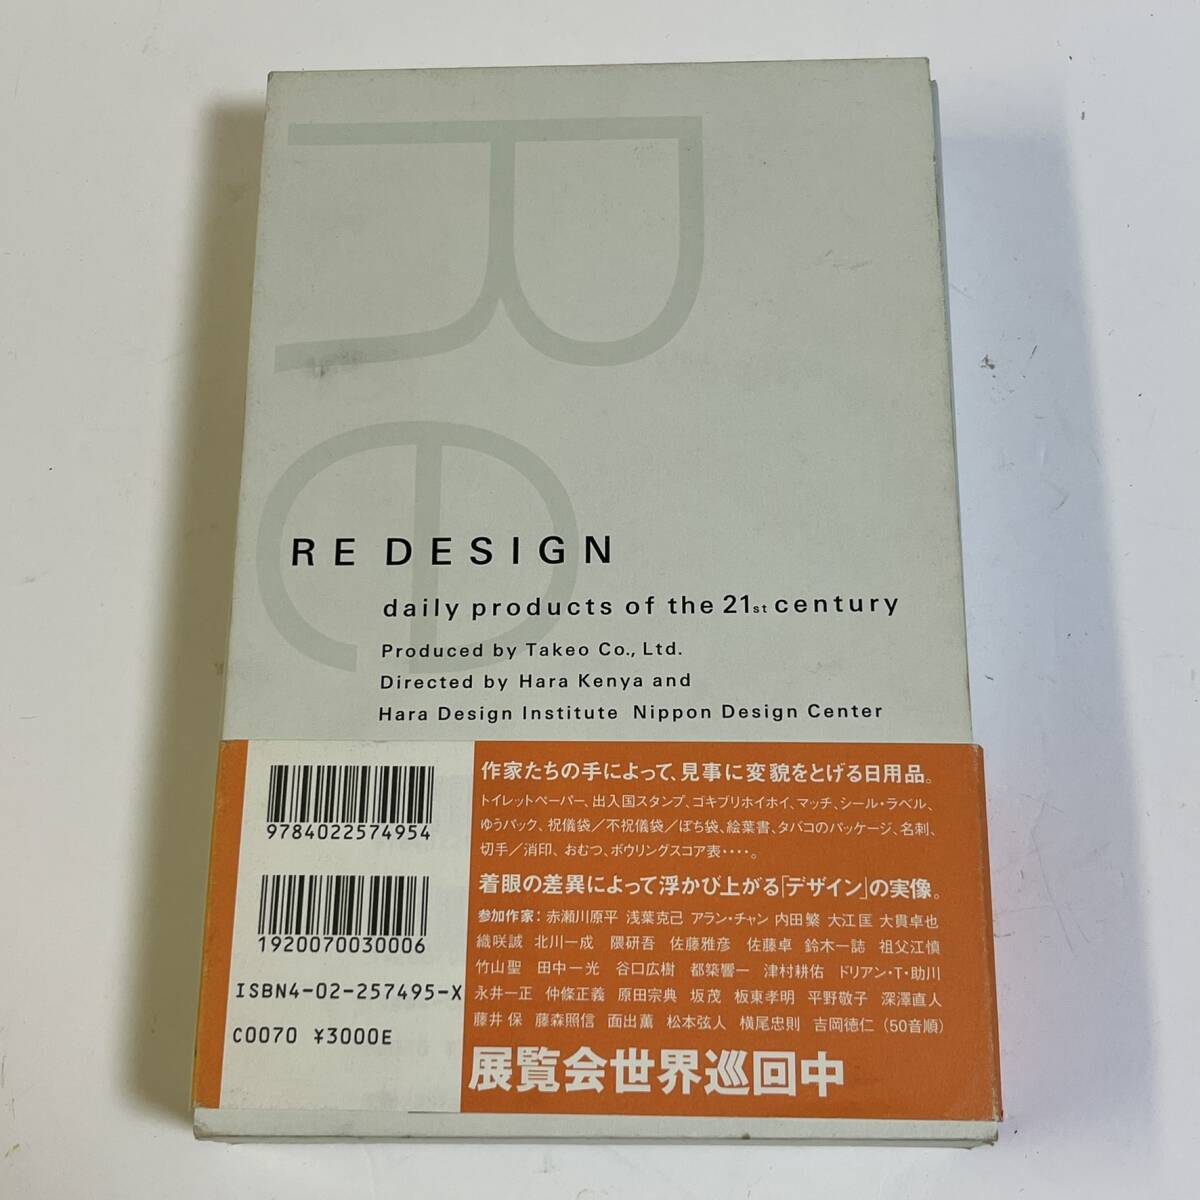 Re
RE DESIGN
daily products of the 21st century
Produced by Takeo Co., Ltd.
Directed by Hara Kenya and
Hara Design Institute Nippon Design Center
9784022574954
1920070030006
ISBN4-02-257495-X
C0070 ¥3000E
作家たちの手によって、見事に変貌をとげる日用品。
トイレットペーパー、出入国スタンプ、ゴキブリホイホイ、マッチ、シール・ラベル、
ゆうパック、祝儀袋／不祝儀袋／ぽち袋、絵葉書、タバコのパッケージ、名刺、
切手／消印、おむつ、ボウリングスコア表････。
着眼の差異によって浮かび上がる「デザイン」の実像。
参加作家：赤瀬川原平 浅葉克己 アラン・チャン 内田繁 大江匡 大貫卓也
織咲誠 北川一成 隈研吾 佐藤雅彦 佐藤卓 鈴木一誌 祖父江慎
竹山聖 田中一光 谷口広樹 都築響一 津村耕佑 ドリアン・T・助川
永井一正 仲條正義 原田宗典 坂茂 板東孝明 平野敬子 深澤直人
藤井保 藤森照信 面出薫 松本弦人 横尾忠則 吉岡徳仁（50音順）
展覧会世界巡回中